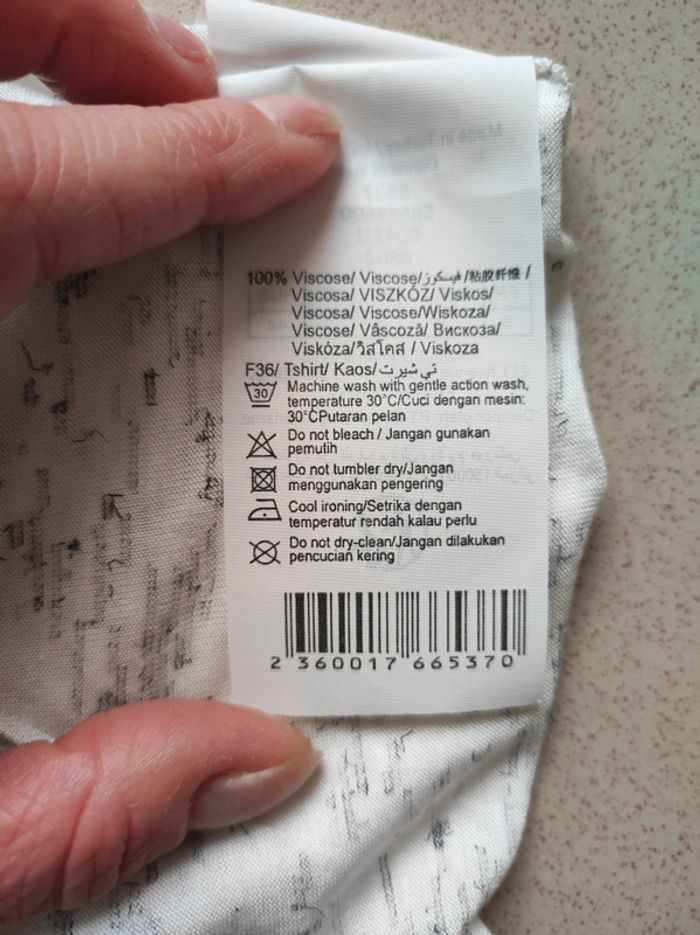 100% Viscose/ Viscose/فيسكوز /粘胶纤维 /
Viscosa/ VISZKÓZ/ Viskos/
Viscosa/ Viscose/Wiskoza/
Viscose/ Vâscoză/ Вискоза/
Viskóza/วิสโคส / Viskoza
F36/ Tshirt/ Kaos/تي شيرت
30 Machine wash with gentle action wash,
temperature 30°C/Cuci dengan mesin:
30°CPutaran pelan
Do not bleach / Jangan gunakan
pemutih
Do not tumbler dry/Jangan
menggunakan pengering
Cool ironing/Setrika dengan
temperatur rendah kalau perlu
Do not dry-clean/Jangan dilakukan
pencucian kering
2 360017 665370